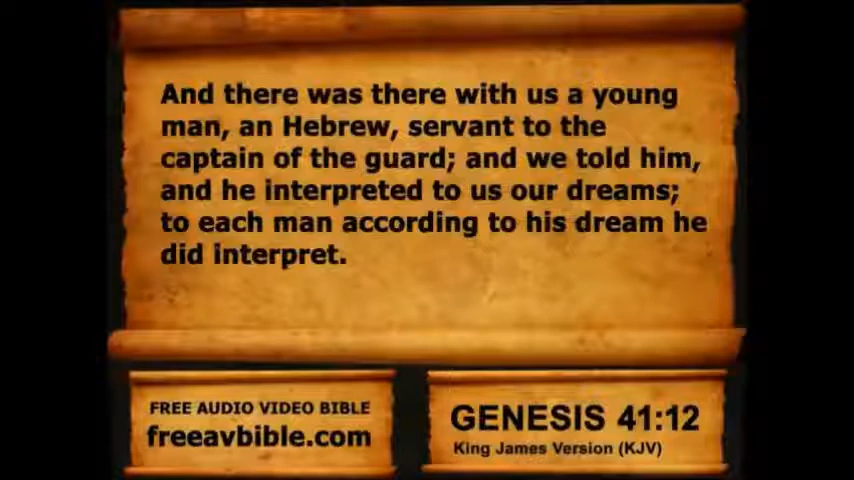 And there was there with us a young
man, an Hebrew, servant to the
captain of the guard; and we told him,
and he interpreted to us our dreams;
to each man according to his dream he
did interpret.
FREE AUDIO VIDEO BIBLE
freeavbible.com
GENESIS 41:12
King James Version (KJV)